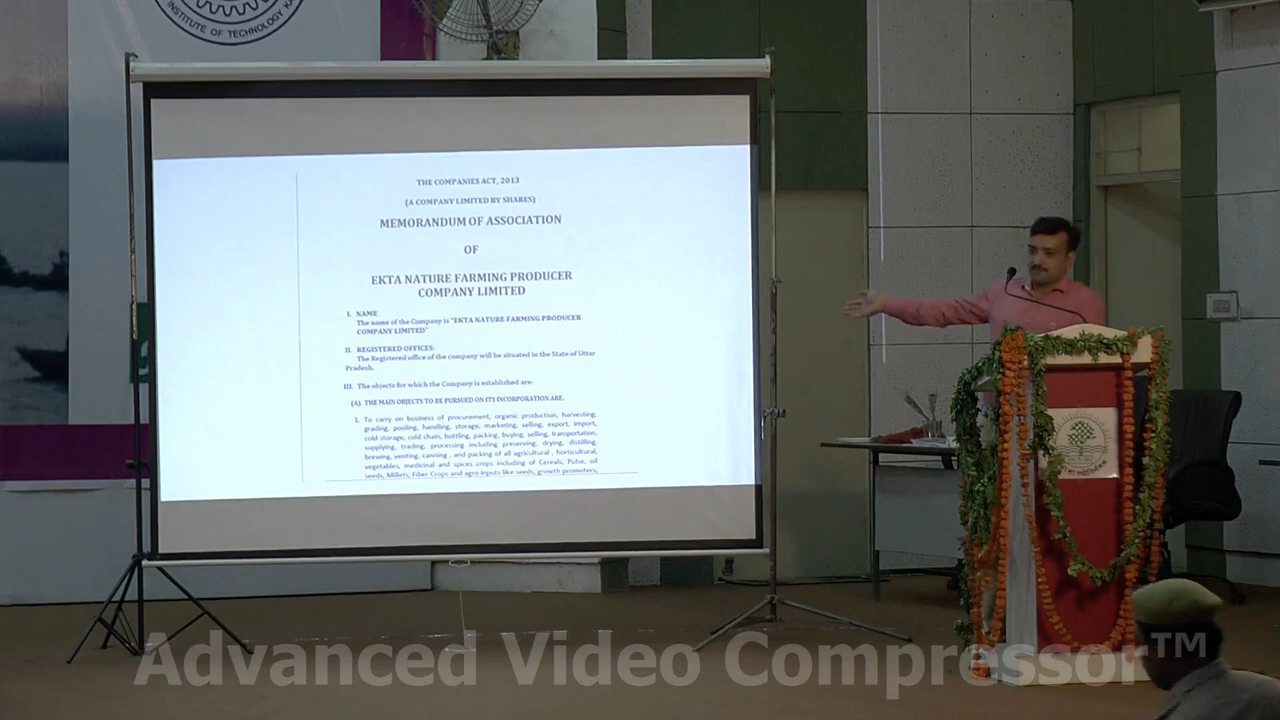 INSTITUTE OF TECHNOLOGY KA
THE COMPANIES ACT, 2013
(A COMPANY LIMITED BY SHARES)
MEMORANDUM OF ASSOCIATION
OF
EKTA NATURE FARMING PRODUCER
COMPANY LIMITED
I. NAME
The name of the Company is "EKTA NATURE FARMING PRODUCER
COMPANY LIMITED"
II. REGISTERED OFFICES:
The Registered office of the company will be situated in the State of Uttar
Pradesh.
III. The objects for which the Company is established are:
(A). THE MAIN OBJECTS TO BE PURSUED ON ITS INCORPORATION ARE:
1. To carry on business of procurement, organic production, harvesting,
grading, pooling, handling, storage, marketing, selling, export, import,
cold storage, cold chain, bottling, packing, buying, selling, transportation,
supplying, trading, processing including preserving, drying, distilling,
brewing, venting, canning , and packing of all agricultural , horticultural,
vegetables, medicinal and spices crops including of Cereals, Pulse, oil
seeds, Millets, Fiber Crops and agro inputs like seeds, growth promoters,
Advanced Video Compressor™